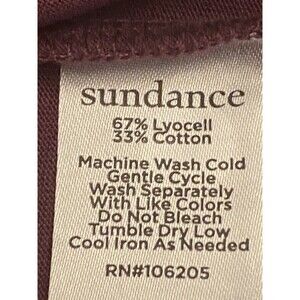 sundance
67% Lyocell
33% Cotton
Machine Wash Cold
Gentle Cycle
Wash Separately
With Like Colors
Do Not Bleach
Tumble Dry Low
Cool Iron As Needed
RN#106205